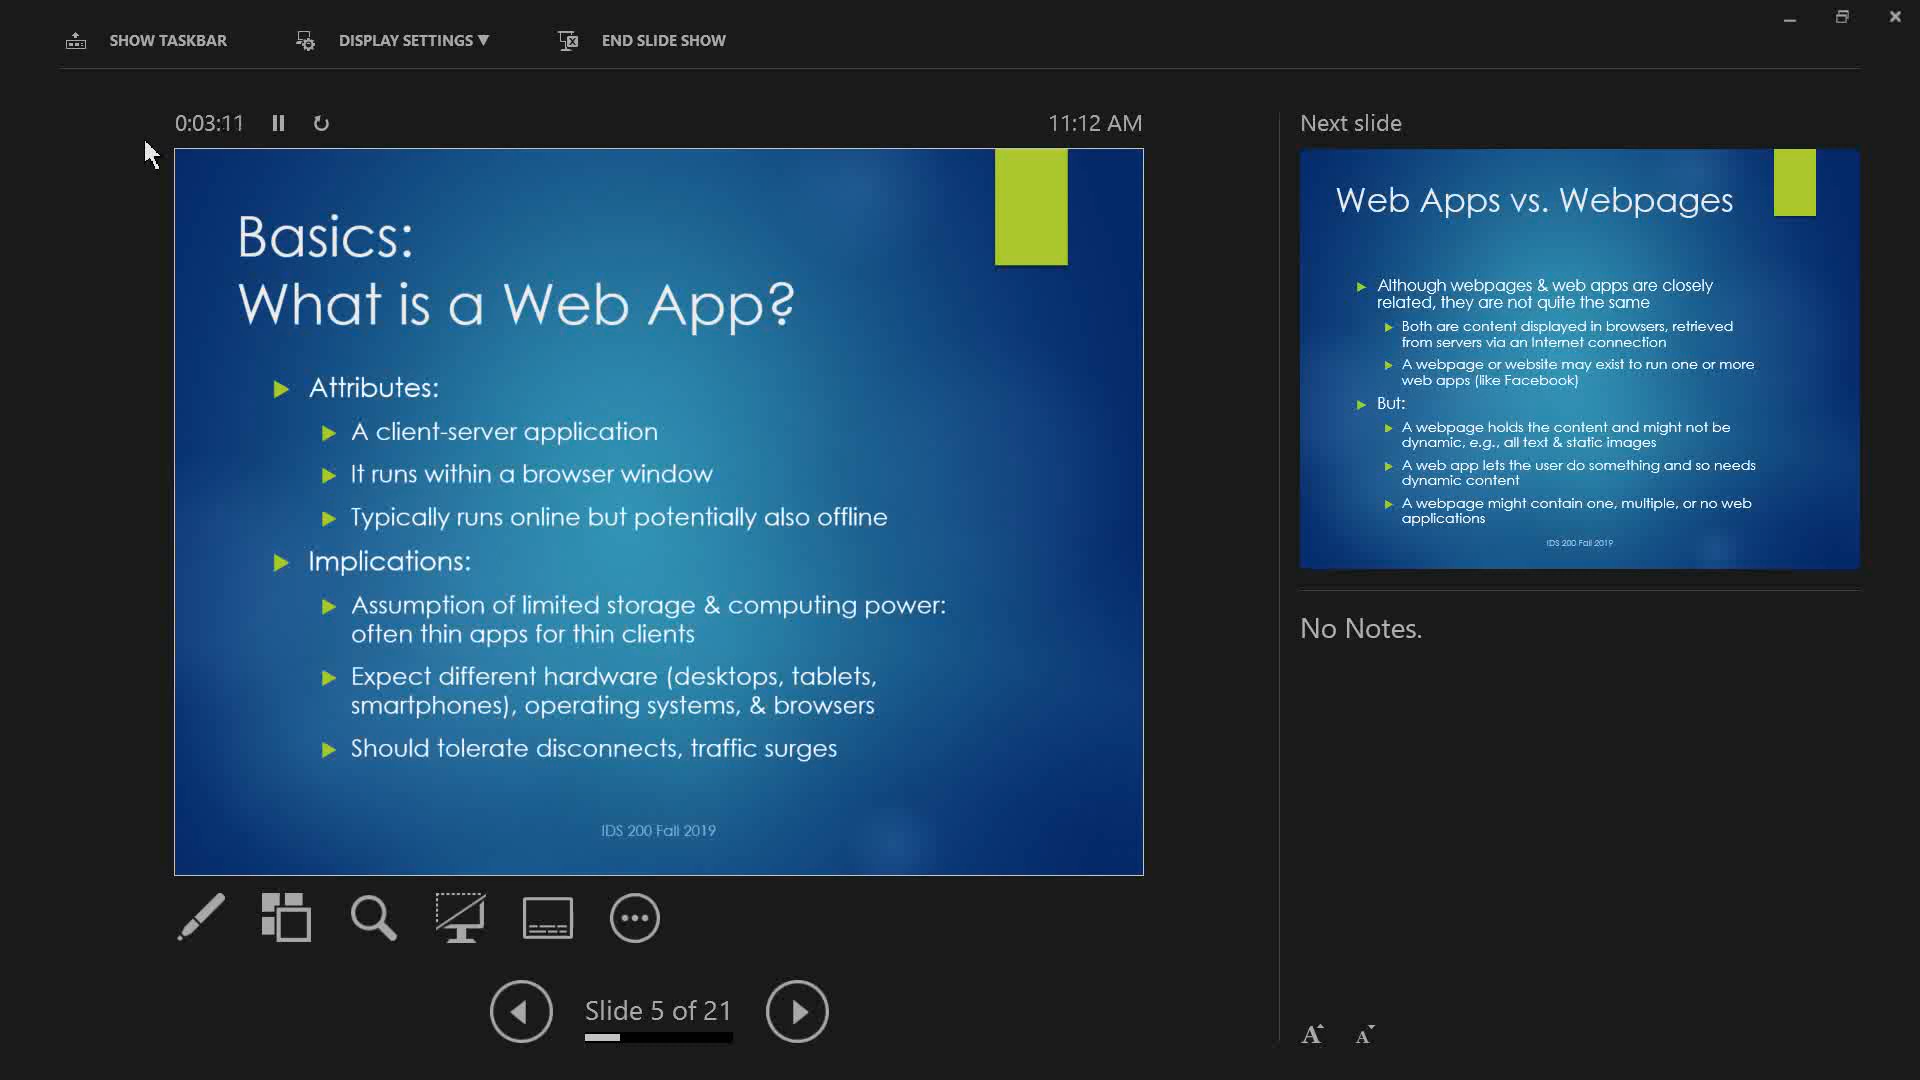 SHOW TASKBAR
DISPLAY SETTINGS ▼
END SLIDE SHOW
0:03:11
11:12 AM
Basics:
What is a Web App?
Attributes:
A client-server application
It runs within a browser window
Typically runs online but potentially also offline
Implications:
Assumption of limited storage & computing power:
often thin apps for thin clients
Expect different hardware (desktops, tablets,
smartphones), operating systems, & browsers
Should tolerate disconnects, traffic surges
IDS 200 Fall 2019
Slide 5 of 21
Next slide
Web Apps vs. Webpages
Although webpages & web apps are closely
related, they are not quite the same
Both are content displayed in browsers, retrieved
from servers via an Internet connection
A webpage or website may exist to run one or more
web apps (like Facebook)
But:
A webpage holds the content and might not be
dynamic, e.g., all text & static images
A web app lets the user do something and so needs
dynamic content
A webpage might contain one, multiple, or no web
applications
IDS 200 Fall 2019
No Notes.
A A